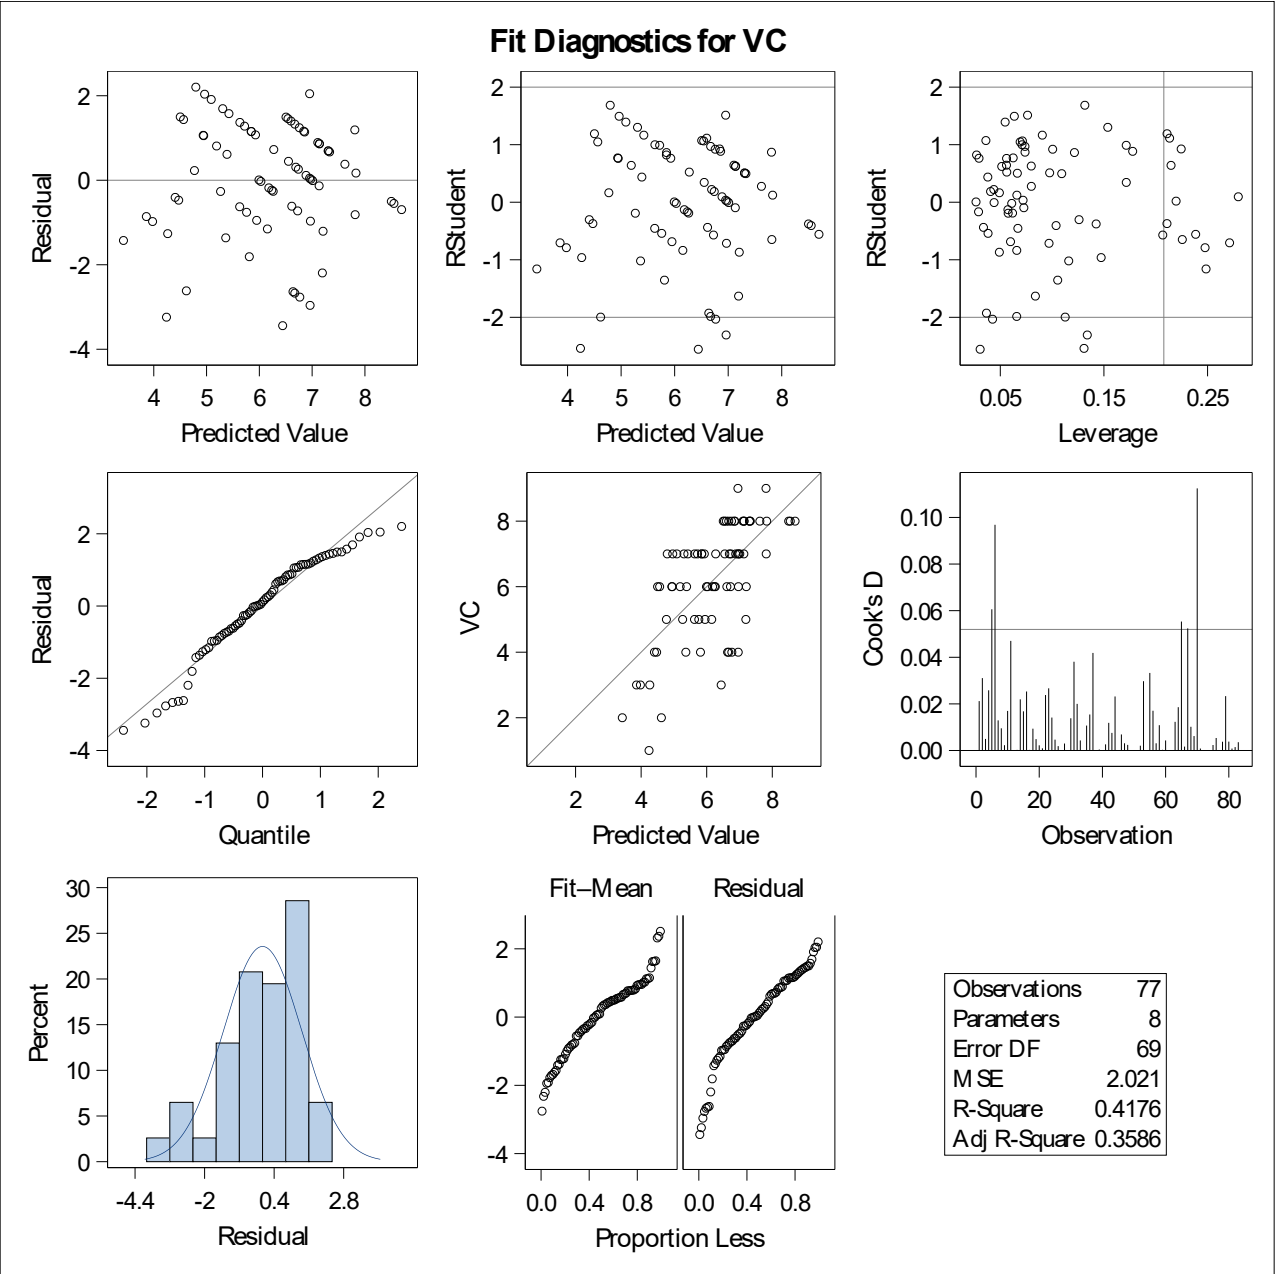 Fit Diagnostics for VC
Residual
2
0
-2
-4
4 5 6 7 8
Predicted Value
RStudent
2
1
0
-1
-2
4 5 6 7 8
Predicted Value
RStudent
2
1
0
-1
-2
0.05 0.15 0.25
Leverage
Residual
2
0
-2
-4
-2 -1 0 1 2
Quantile
VC
8
6
4
2
2 4 6 8
Predicted Value
Cook's D
0.10
0.08
0.06
0.04
0.02
0.00
0 20 40 60 80
Observation
Percent
30
25
20
15
10
5
0
-4.4 -2 0.4 2.8
Residual
Fit–Mean Residual
2
0
-2
-4
0.0 0.4 0.8 0.0 0.4 0.8
Proportion Less
Observations 77
Parameters 8
Error DF 69
MSE 2.021
R-Square 0.4176
Adj R-Square 0.3586